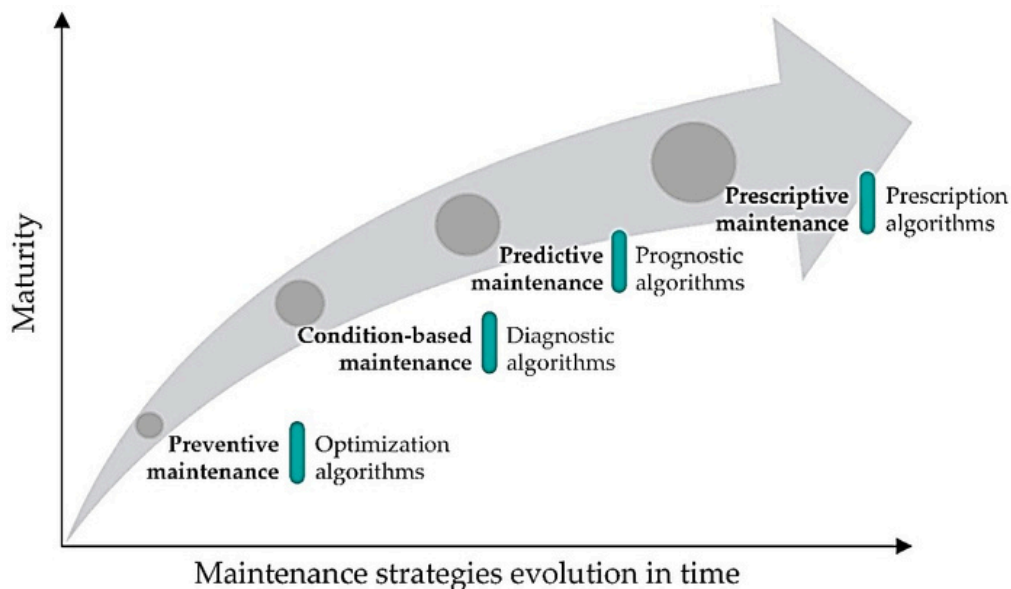 Maturity
Prescriptive maintenance
Prescription algorithms
Predictive maintenance
Prognostic algorithms
Condition-based maintenance
Diagnostic algorithms
Preventive maintenance
Optimization algorithms
Maintenance strategies evolution in time